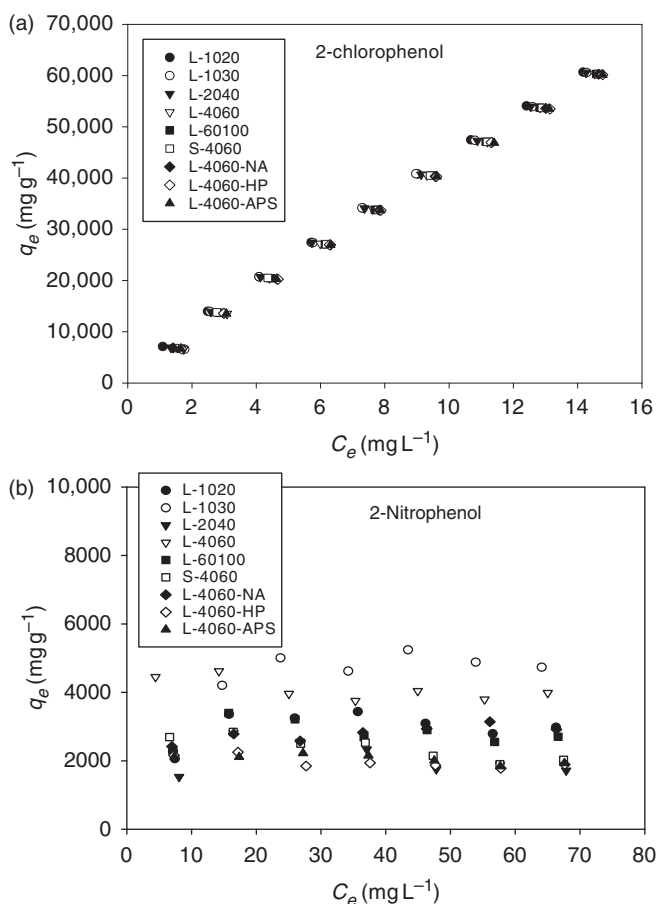 (a)
2-chlorophenol
L-1020
L-1030
L-2040
L-4060
L-60100
S-4060
L-4060-NA
L-4060-HP
L-4060-APS
70,000
60,000
50,000
40,000
30,000
20,000
10,000
0
qₑ (mg g⁻¹)
0 2 4 6 8 10 12 14 16
Cₑ (mg L⁻¹)
(b)
2-Nitrophenol
L-1020
L-1030
L-2040
L-4060
L-60100
S-4060
L-4060-NA
L-4060-HP
L-4060-APS
10,000
8000
6000
4000
2000
0
qₑ (mg g⁻¹)
0 10 20 30 40 50 60 70 80
Cₑ (mg L⁻¹)